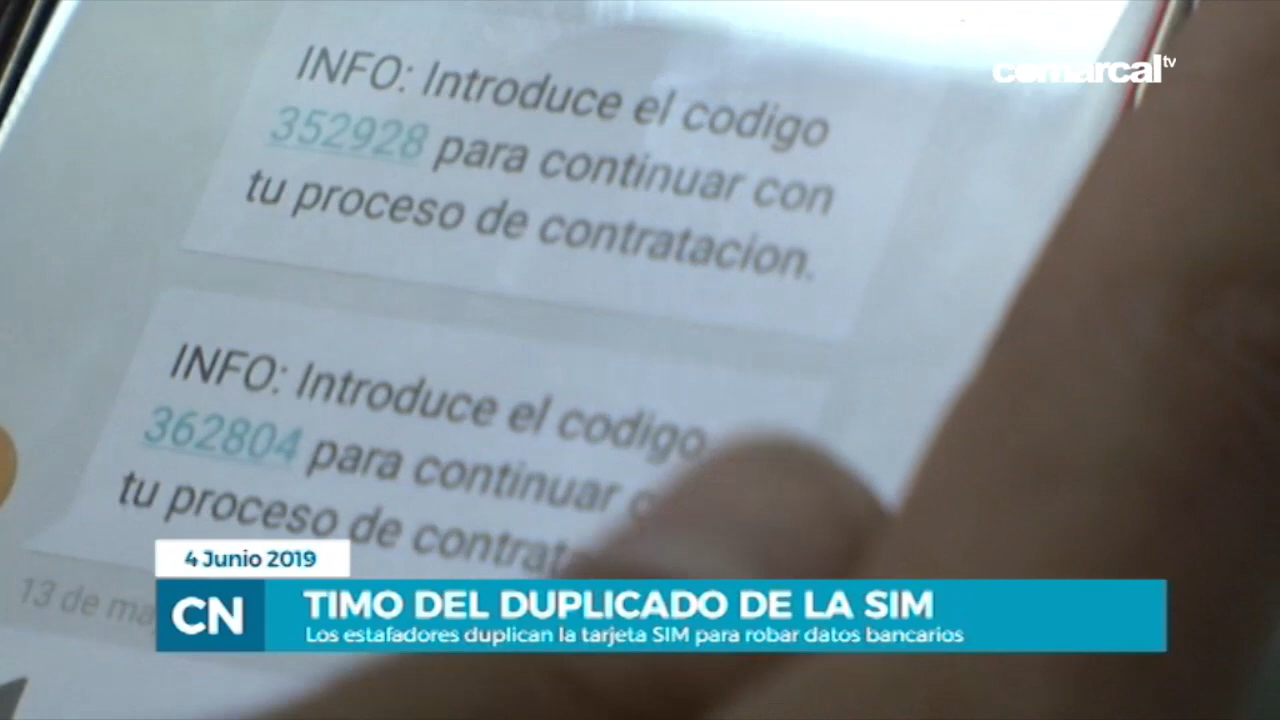 comarcal tv
INFO: Introduce el codigo
352928 para continuar con
tu proceso de contratacion.
INFO: Introduce el codigo
362804 para continuar
tu proceso de
13 de
4 Junio 2019
CN
TIMO DEL DUPLICADO DE LA SIM
Los estafadores duplican la tarjeta SIM para robar datos bancarios